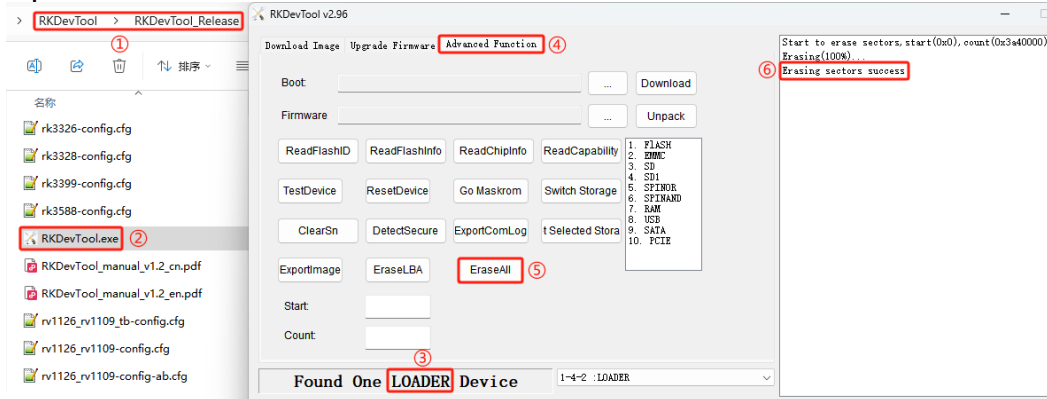 RKDevTool > RKDevTool_Release
①
排序
名称
rk3326-config.cfg
rk3328-config.cfg
rk3399-config.cfg
rk3588-config.cfg
RKDevTool.exe ②
RKDevTool_manual_v1.2_cn.pdf
RKDevTool_manual_v1.2_en.pdf
rv1126_rv1109_tb-config.cfg
rv1126_rv1109-config.cfg
rv1126_rv1109-config-ab.cfg
RKDevTool v2.96
Download Image Upgrade Firmware Advanced Function ④
Boot: ... Download
Firmware ... Unpack
ReadFlashID ReadFlashInfo ReadChipInfo ReadCapability
TestDevice ResetDevice Go Maskrom Switch Storage
ClearSn DetectSecure ExportComLog t Selected Stora
ExportImage EraseLBA EraseAll ⑤
1. FlASH
2. EMMC
3. SD
4. SD1
5. SPINOR
6. SPINAND
7. RAM
8. USB
9. SATA
10. PCIE
Start:
Count:
③
Found One LOADER Device 1-4-2 :LOADER
Start to erase sectors,start(0x0),count(0x3a40000)
Erasing(100%)...
⑥ Erasing sectors success